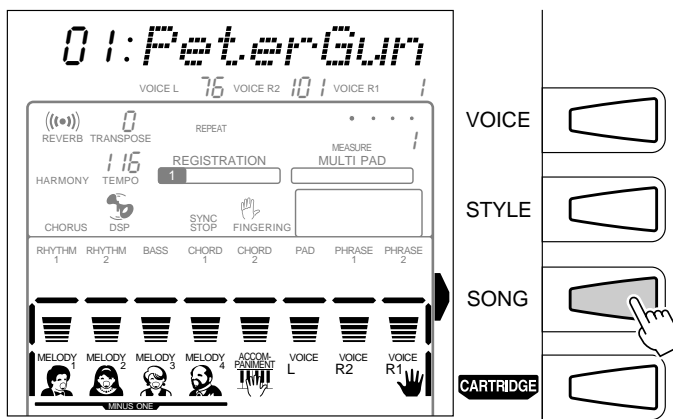 01:PeterGun
VOICE L 76 VOICE R2 101 VOICE R1 1
0
REVERB TRANSPOSE REPEAT
MEASURE 1
116 REGISTRATION MULTI PAD
HARMONY TEMPO 1
SYNC
CHORUS DSP STOP FINGERING
RHYTHM 1 RHYTHM 2 BASS CHORD 1 CHORD 2 PAD PHRASE 1 PHRASE 2
MELODY 1 MELODY 2 MELODY 3 MELODY 4 ACCOM-PANIMENT VOICE L VOICE R2 VOICE R1
MINUS ONE
VOICE
STYLE
SONG
CARTRIDGE